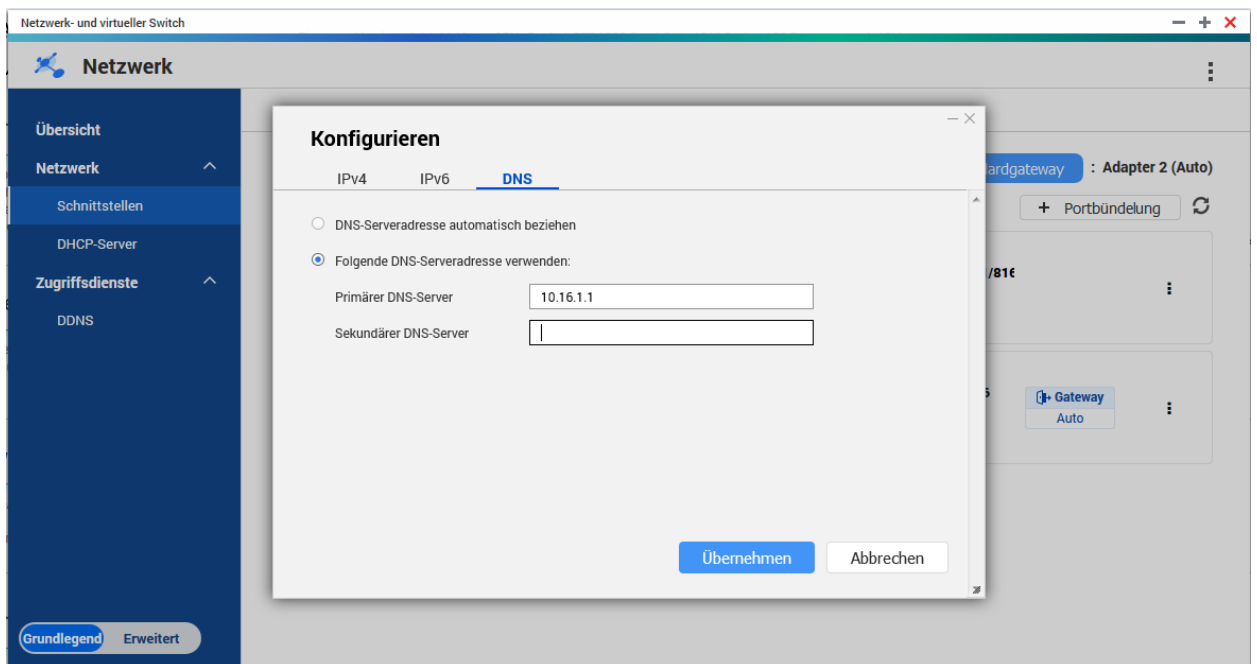 Netzwerk- und virtueller Switch
Netzwerk
Übersicht
Netzwerk
Schnittstellen
DHCP-Server
Zugriffsdienste
DDNS
Grundlegend Erweitert
Konfigurieren
IPv4 IPv6 DNS
DNS-Serveradresse automatisch beziehen
Folgende DNS-Serveradresse verwenden:
Primärer DNS-Server 10.16.1.1
Sekundärer DNS-Server
Übernehmen Abbrechen
: Adapter 2 (Auto)
+ Portbündelung
Gateway
Auto